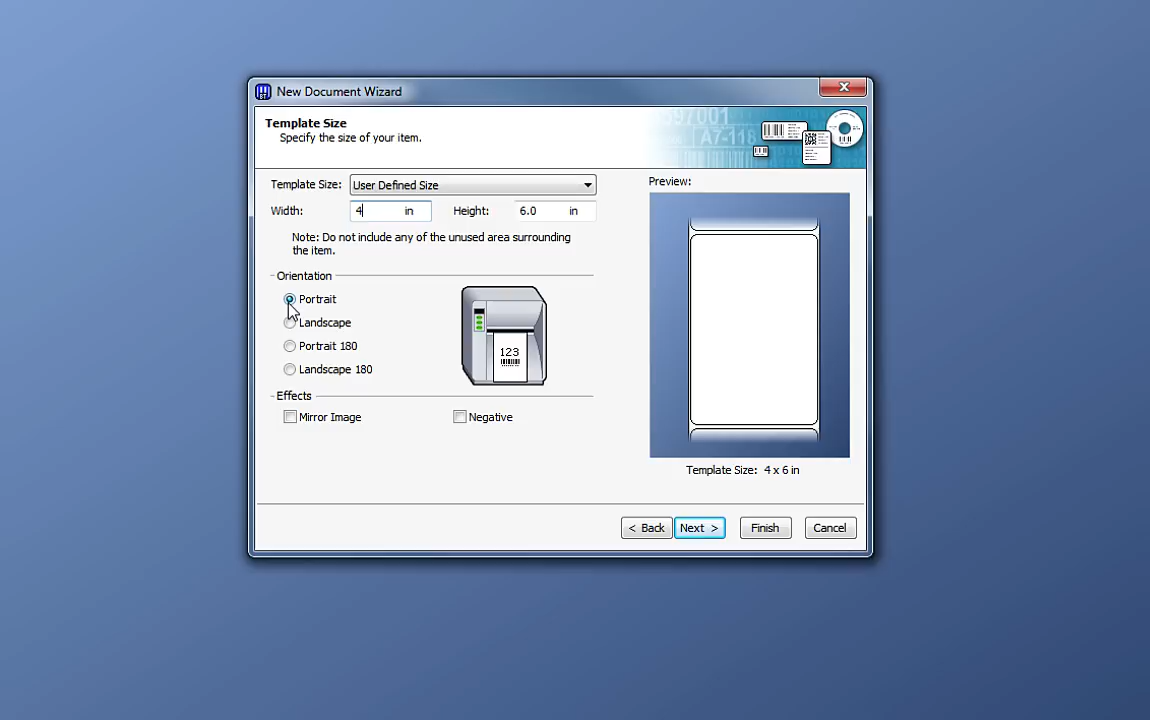 New Document Wizard
Template Size
Specify the size of your item.
A7-118
Template Size: User Defined Size
Preview:
Width: 4 in Height: 6.0 in
Note: Do not include any of the unused area surrounding
the item.
Orientation
Portrait
Landscape
Portrait 180
Landscape 180
123
Effects
Mirror Image Negative
Template Size: 4 x 6 in
< Back Next > Finish Cancel